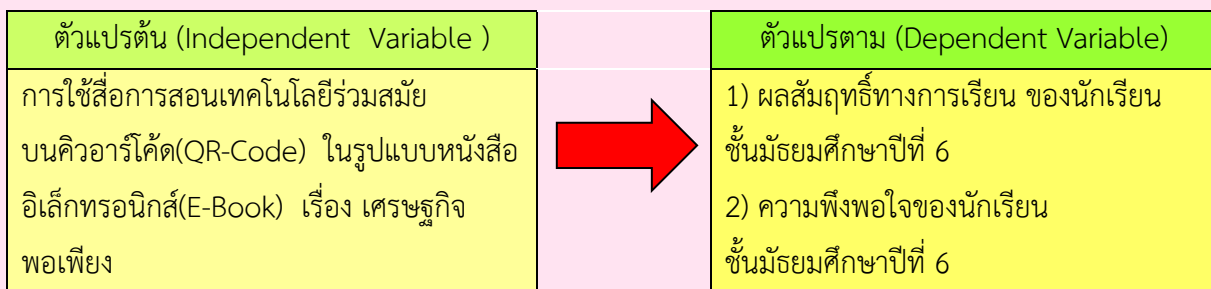 ตัวแปรต้น (Independent Variable )
การใช้สื่อการสอนเทคโนโลยีร่วมสมัย
บนคิวอาร์โค้ด(QR-Code) ในรูปแบบหนังสือ
อิเล็กทรอนิกส์(E-Book) เรื่อง เศรษฐกิจ
พอเพียง
ตัวแปรตาม (Dependent Variable)
1) ผลสัมฤทธิ์ทางการเรียน ของนักเรียน
ชั้นมัธยมศึกษาปีที่ 6
2) ความพึงพอใจของนักเรียน
ชั้นมัธยมศึกษาปีที่ 6